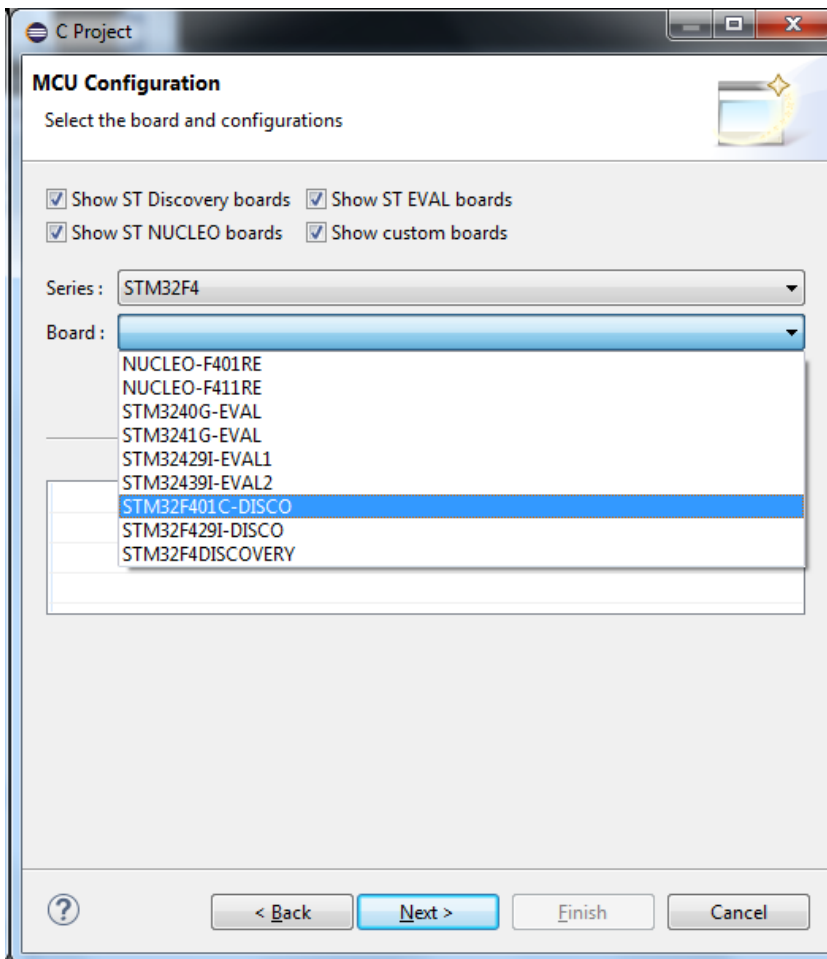 C Project
MCU Configuration
Select the board and configurations
Show ST Discovery boards Show ST EVAL boards
Show ST NUCLEO boards Show custom boards
Series : STM32F4
Board :
NUCLEO-F401RE
NUCLEO-F411RE
STM3240G-EVAL
STM3241G-EVAL
STM32429I-EVAL1
STM32439I-EVAL2
STM32F401C-DISCO
STM32F429I-DISCO
STM32F4DISCOVERY
? < Back Next > Finish Cancel